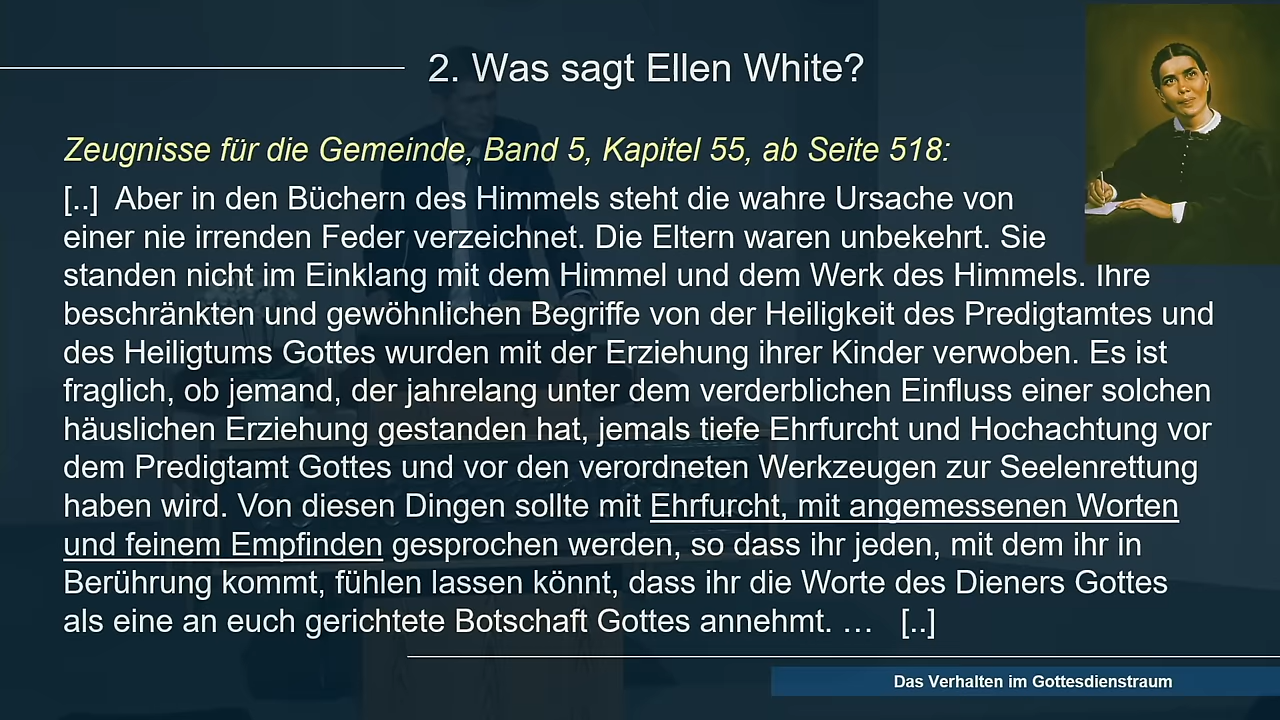 2. Was sagt Ellen White?
Zeugnisse für die Gemeinde, Band 5, Kapitel 55, ab Seite 518:
[..]  Aber in den Büchern des Himmels steht die wahre Ursache von
einer nie irrenden Feder verzeichnet. Die Eltern waren unbekehrt. Sie
standen nicht im Einklang mit dem Himmel und dem Werk des Himmels. Ihre
beschränkten und gewöhnlichen Begriffe von der Heiligkeit des Predigtamtes und
des Heiligtums Gottes wurden mit der Erziehung ihrer Kinder verwoben. Es ist
fraglich, ob jemand, der jahrelang unter dem verderblichen Einfluss einer solchen
häuslichen Erziehung gestanden hat, jemals tiefe Ehrfurcht und Hochachtung vor
dem Predigtamt Gottes und vor den verordneten Werkzeugen zur Seelenrettung
haben wird. Von diesen Dingen sollte mit Ehrfurcht, mit angemessenen Worten
und feinem Empfinden gesprochen werden, so dass ihr jeden, mit dem ihr in
Berührung kommt, fühlen lassen könnt, dass ihr die Worte des Dieners Gottes
als eine an euch gerichtete Botschaft Gottes annehmt. …   [..]
Das Verhalten im Gottesdienstraum